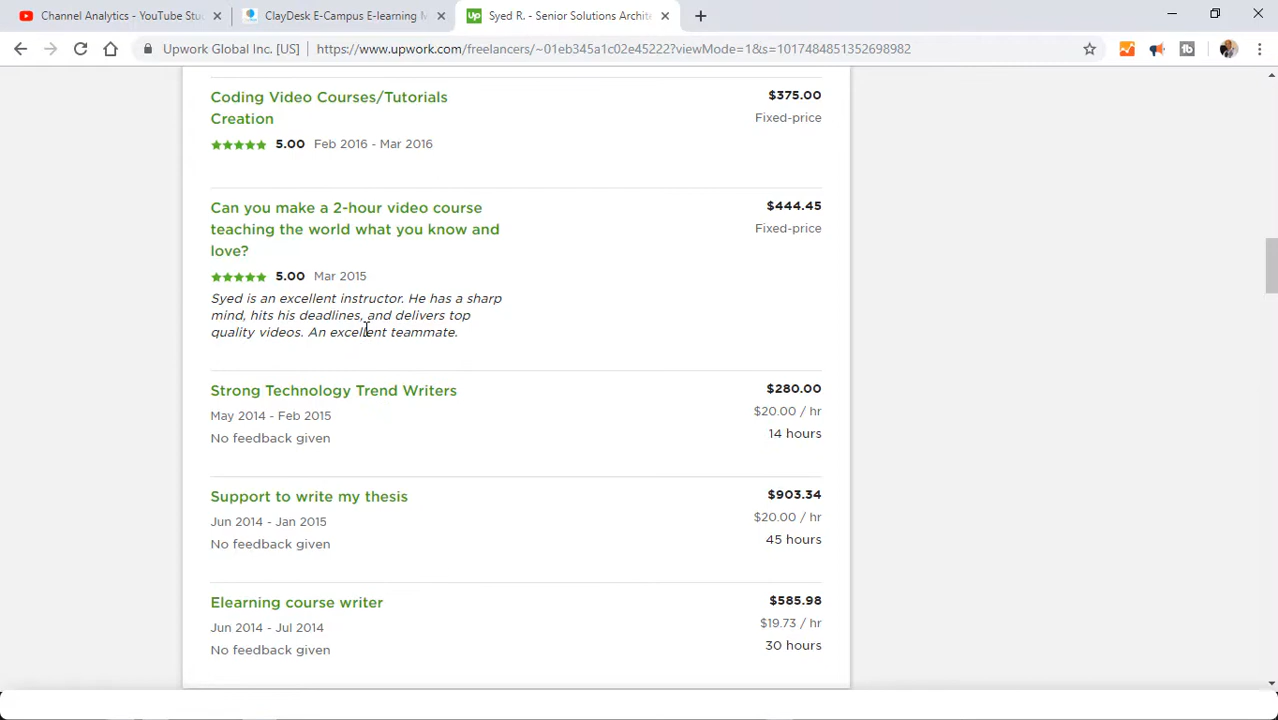 Channel Analytics - YouTube Stu
ClayDesk E-Campus E-learning M
Up Syed R. - Senior Solutions Archite
Upwork Global Inc. [US] | https://www.upwork.com/freelancers/~01eb345a1c02e45222?viewMode=1&s=1017484851352698982
Coding Video Courses/Tutorials
Creation
$375.00
Fixed-price
5.00 Feb 2016 - Mar 2016
Can you make a 2-hour video course
teaching the world what you know and
love?
$444.45
Fixed-price
5.00 Mar 2015
Syed is an excellent instructor. He has a sharp
mind, hits his deadlines, and delivers top
quality videos. An excellent teammate.
Strong Technology Trend Writers
$280.00
May 2014 - Feb 2015
$20.00 / hr
No feedback given
14 hours
Support to write my thesis
$903.34
Jun 2014 - Jan 2015
$20.00 / hr
No feedback given
45 hours
Elearning course writer
$585.98
Jun 2014 - Jul 2014
$19.73 / hr
No feedback given
30 hours